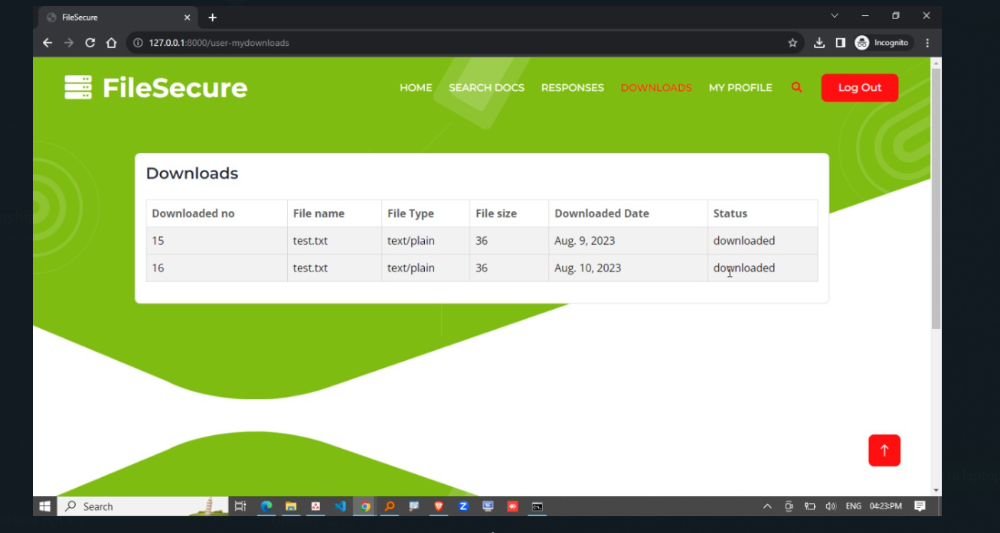 FileSecure
127.0.0.1:8000/user-mydownloads
Incognito
FileSecure
HOME SEARCH DOCS RESPONSES DOWNLOADS MY PROFILE Log Out
Downloads
Downloaded no File name File Type File size Downloaded Date Status
15 test.txt text/plain 36 Aug. 9, 2023 downloaded
16 test.txt text/plain 36 Aug. 10, 2023 downloaded
Search
ENG 04:23:PM